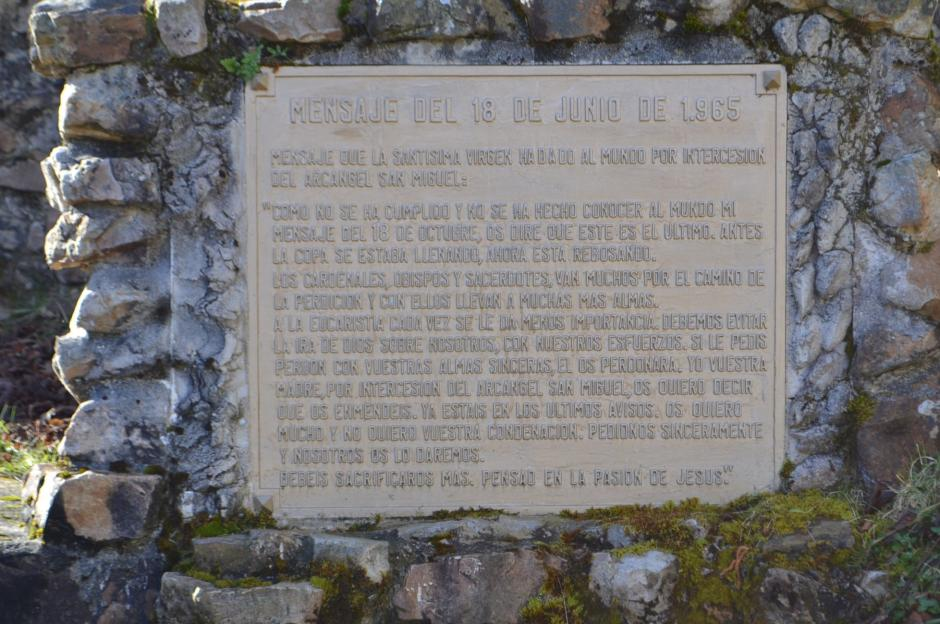 MENSAJE DEL 18 DE JUNIO DE 1.965
MENSAJE QUE LA SANTISIMA VIRGEN HA DADO AL MUNDO POR INTERCESION
DEL ARCANGEL SAN MIGUEL:
"COMO NO SE HA CUMPLIDO Y NO SE HA HECHO CONOCER AL MUNDO MI
MENSAJE DEL 18 DE OCTUBRE, OS DIRE QUE ESTE ES EL ULTIMO. ANTES
LA COPA SE ESTABA LLENANDO, AHORA ESTA REBOSANDO.
LOS CARDENALES, OBISPOS Y SACERDOTES, VAN MUCHOS POR EL CAMINO DE
LA PERDICION Y CON ELLOS LLEVAN A MUCHAS MAS ALMAS.
A LA EUCARISTIA CADA VEZ SE LE DA MENOS IMPORTANCIA. DEBEMOS EVITAR
LA IRA DE DIOS SOBRE NOSOTROS, CON NUESTROS ESFUERZOS. SI LE PEDIS
PERDON CON VUESTRAS ALMAS SINCERAS, EL OS PERDONARA. YO VUESTRA
MADRE, POR INTERCESION DEL ARCANGEL SAN MIGUEL, OS QUIERO DECIR
QUE OS ENMENDEIS. YA ESTAIS EN LOS ULTIMOS AVISOS. OS QUIERO
MUCHO Y NO QUIERO VUESTRA CONDENACION. PEDIDNOS SINCERAMENTE
Y NOSOTROS OS LO DAREMOS.
DEBEIS SACRIFICAROS MAS. PENSAD EN LA PASION DE JESUS."